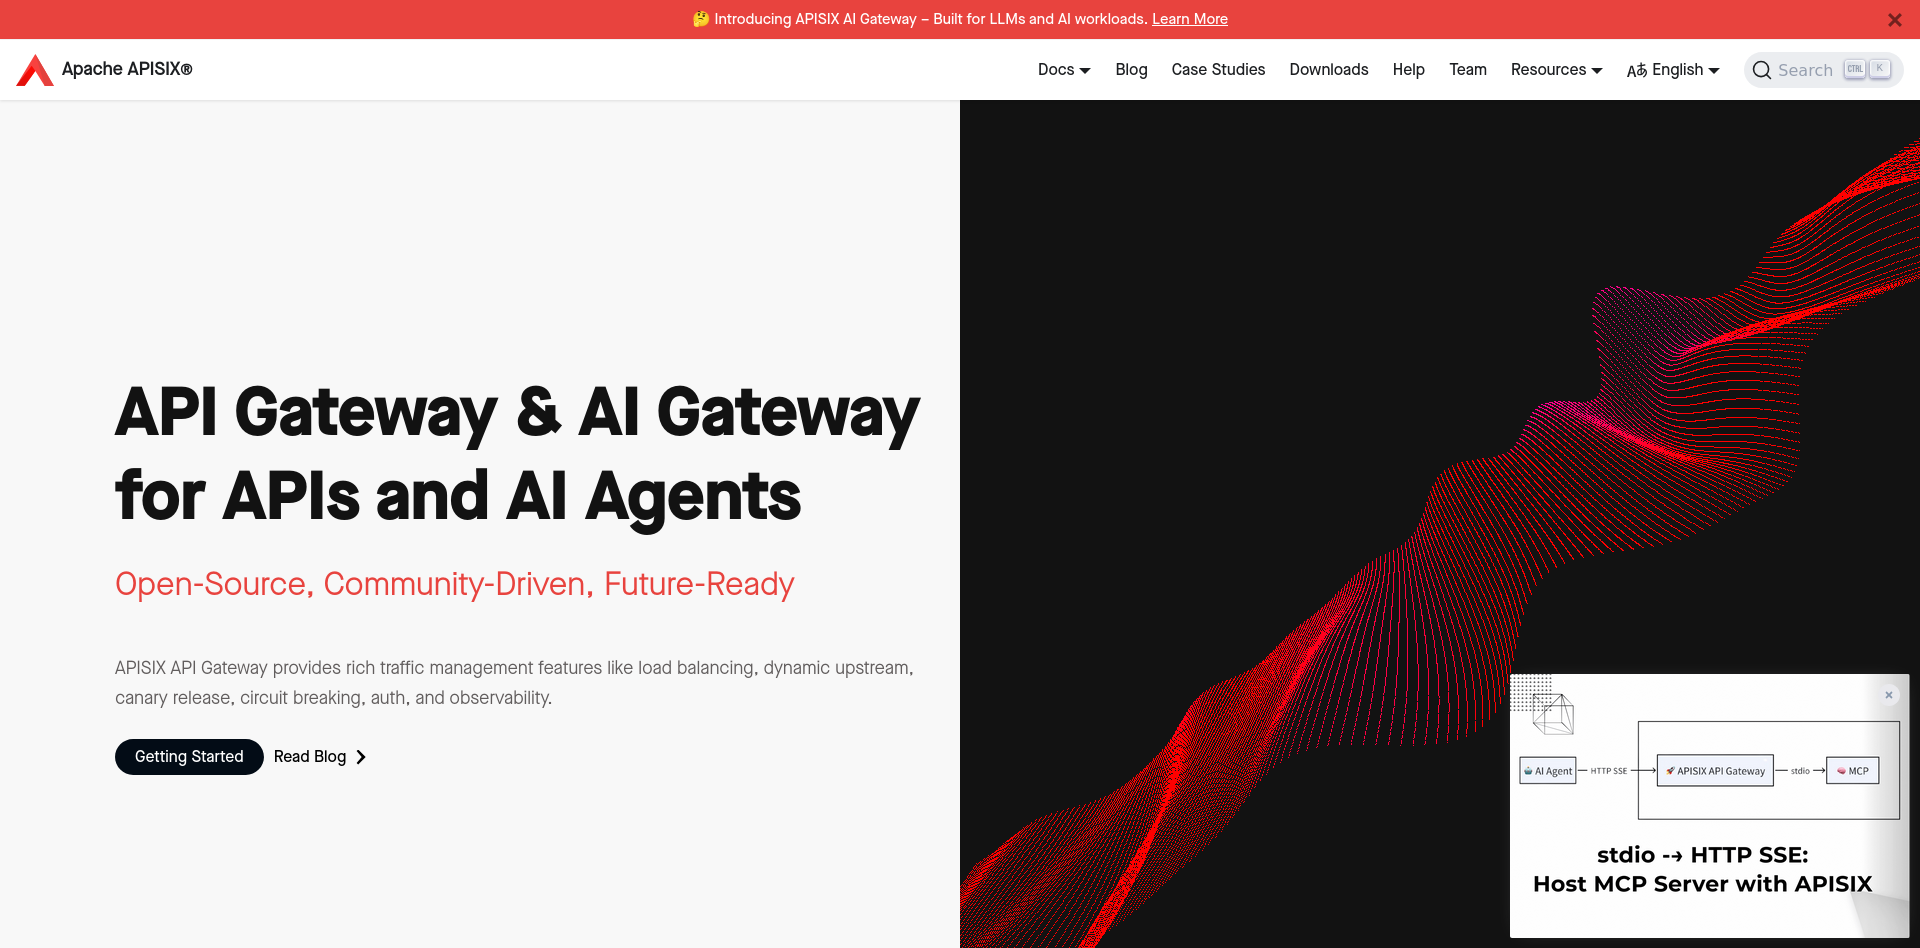 🤔 Introducing APISIX AI Gateway – Built for LLMs and AI workloads. Learn More
Apache APISIX®
Docs
Blog
Case Studies
Downloads
Help
Team
Resources
Aあ English
Search
CTRL
K
API Gateway & AI Gateway
for APIs and AI Agents
Open-Source, Community-Driven, Future-Ready
APISIX API Gateway provides rich traffic management features like load balancing, dynamic upstream,
canary release, circuit breaking, auth, and observability.
Getting Started
Read Blog
×
AI Agent
HTTP SSE
🚀 APISIX API Gateway
stdio
🧠 MCP
stdio -→ HTTP SSE:
Host MCP Server with APISIX